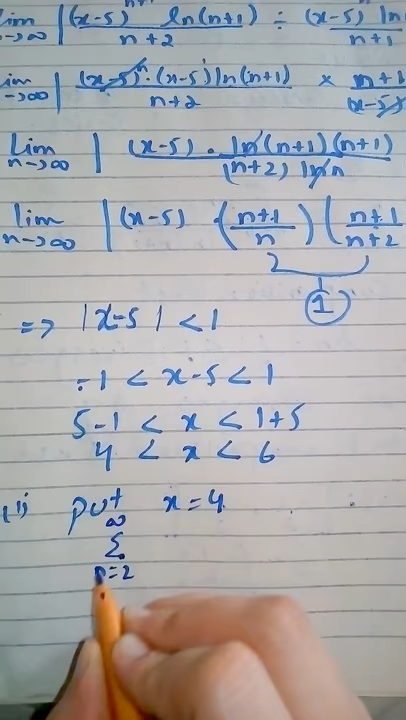 lim n→∞ | (x-5)ⁿ⁺¹ ln(n+1) / n+2 ÷ (x-5)ⁿ ln / n+1
lim n→∞ | (x-5)ⁿ · (x-5) ln(n+1) / n+2 × n+1 / (x-5)ⁿ
lim n→∞ | (x-5) · ln(n+1)(n+1) / (n+2) ln n
lim n→∞ | (x-5) · (n+1 / n) (n+1 / n+2
1
=> |x-5| < 1
-1 < x-5 < 1
5-1 < x < 1+5
4 < x < 6
i) put x = 4
∞
Σ
n=2